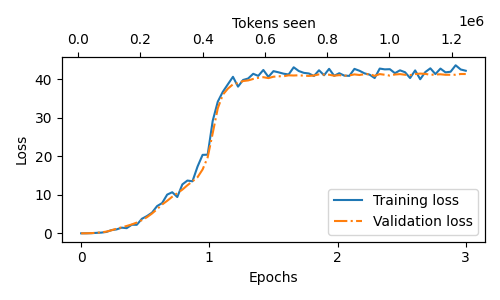 Tokens seen
0.0 0.2 0.4 0.6 0.8 1.0 1.2 1e6
40
30
20
10
0
Loss
Training loss
Validation loss
0 1 2 3
Epochs